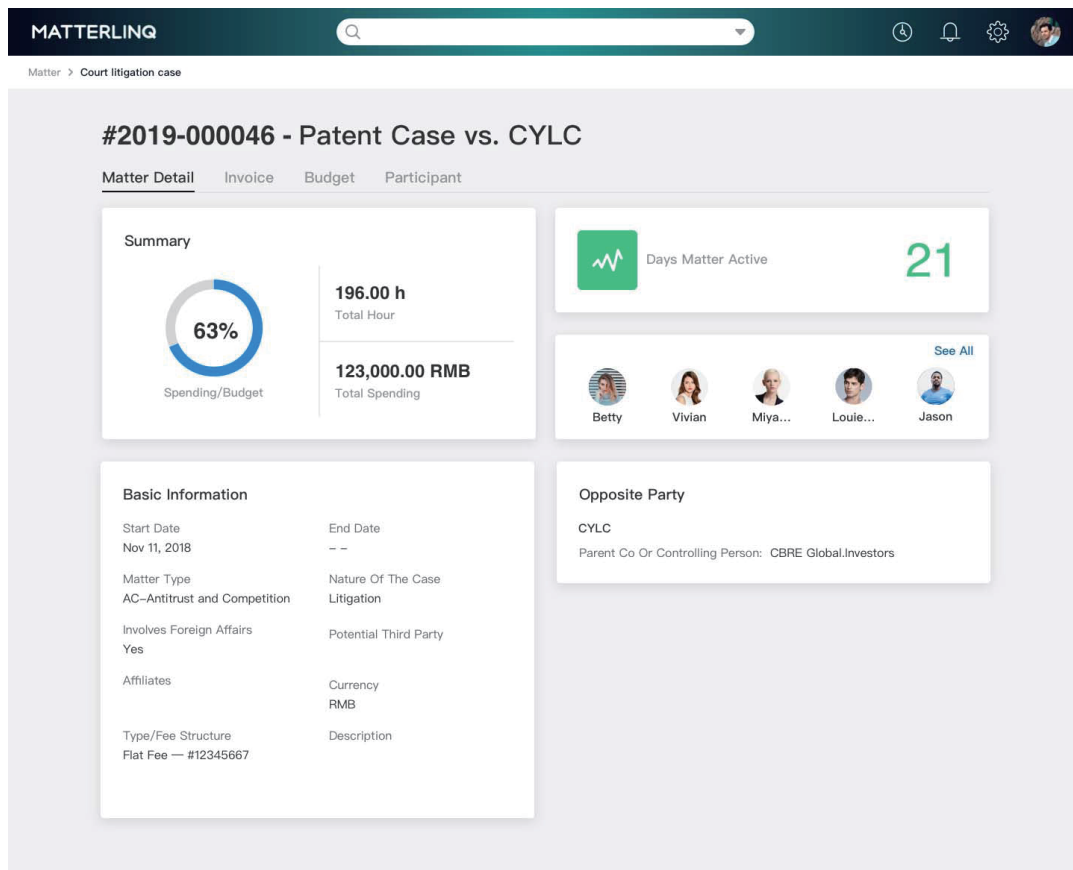 MATTERLINQ
Matter > Court litigation case
#2019-000046 - Patent Case vs. CYLC
Matter Detail Invoice Budget Participant
Summary
63%
Spending/Budget
196.00 h
Total Hour
123,000.00 RMB
Total Spending
Days Matter Active
21
See All
Betty Vivian Miya... Louie... Jason
Basic Information
Start Date End Date
Nov 11, 2018 – –
Matter Type Nature Of The Case
AC–Antitrust and Competition Litigation
Involves Foreign Affairs Potential Third Party
Yes
Affiliates Currency
RMB
Type/Fee Structure Description
Flat Fee — #12345667
Opposite Party
CYLC
Parent Co Or Controlling Person: CBRE Global.Investors